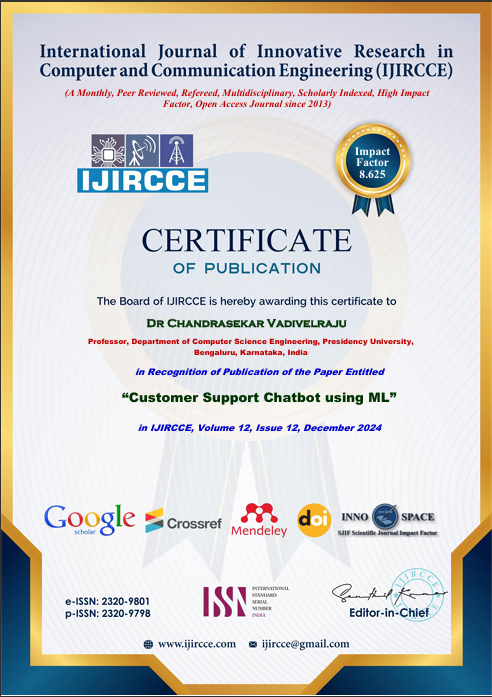 International Journal of Innovative Research in
Computer and Communication Engineering (IJIRCCE)
(A Monthly, Peer Reviewed, Refereed, Multidisciplinary, Scholarly Indexed, High Impact
Factor, Open Access Journal since 2013)
IJIRCCE
Impact
Factor
8.625
CERTIFICATE
OF PUBLICATION
The Board of IJIRCCE is hereby awarding this certificate to
DR CHANDRASEKAR VADIVELRAJU
Professor, Department of Computer Science Engineering, Presidency University,
Bengaluru, Karnataka, India
in Recognition of Publication of the Paper Entitled
“Customer Support Chatbot using ML”
in IJIRCCE, Volume 12, Issue 12, December 2024
Google
scholar
Crossref
Mendeley
doi
INNO SPACE
SJIF Scientific Journal Impact Factor
e-ISSN: 2320-9801
p-ISSN: 2320-9798
ISSN
INTERNATIONAL
STANDARD
SERIAL
NUMBER
INDIA
IJIRCCE
Editor-in-Chief
www.ijircce.com
ijircce@gmail.com